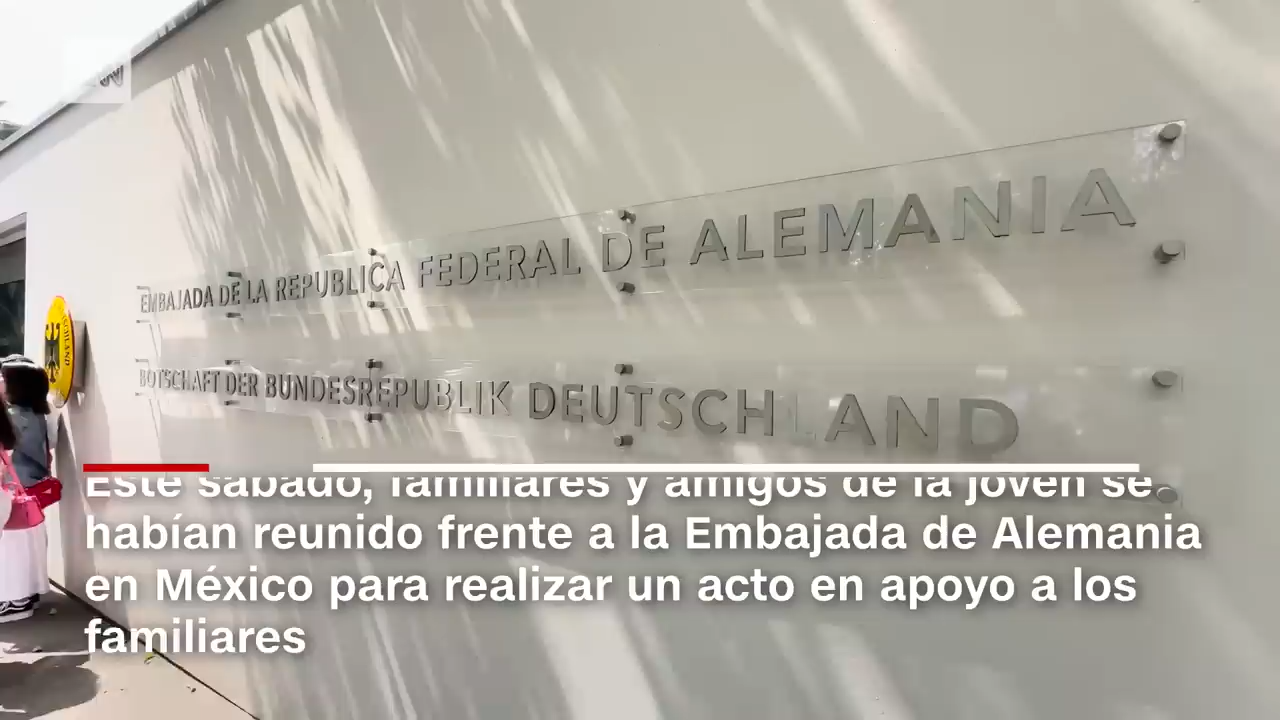 EMBAJADA DE LA REPUBLICA FEDERAL DE ALEMANIA
BOTSCHAFT DER BUNDESREPUBLIK DEUTSCHLAND
Este sábado, familiares y amigos de la joven se
habían reunido frente a la Embajada de Alemania
en México para realizar un acto en apoyo a los
familiares